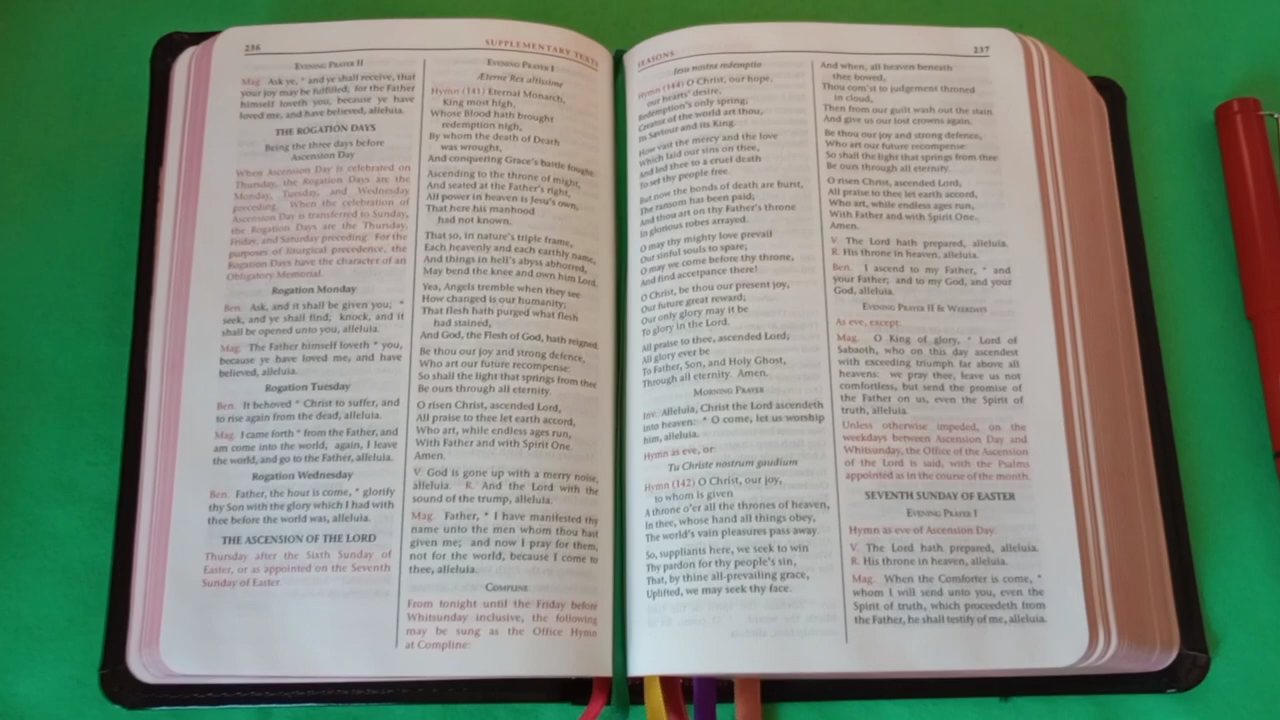 236
SUPPLEMENTARY TEXTS
EVENING PRAYER II
Mag. Ask ye, * and ye shall receive, that
your joy may be fulfilled; for the Father
himself loveth you, because ye have
loved me, and have believed, alleluia.
THE ROGATION DAYS
Being the three days before
Ascension Day
When Ascension Day is celebrated on
Thursday, the Rogation Days are the
Monday, Tuesday, and Wednesday
preceding. When the celebration of
Ascension Day is transferred to Sunday,
the Rogation Days are the Thursday,
Friday, and Saturday preceding. For the
purposes of liturgical precedence, the
Rogation Days have the character of an
Obligatory Memorial.
Rogation Monday
Ben. Ask, and it shall be given you; *
seek, and ye shall find; knock, and it
shall be opened unto you, alleluia.
Mag. The Father himself loveth * you,
because ye have loved me, and have
believed, alleluia.
Rogation Tuesday
Ben. It behoved * Christ to suffer, and
to rise again from the dead, alleluia.
Mag. I came forth * from the Father, and
am come into the world; again, I leave
the world, and go to the Father, alleluia.
Rogation Wednesday
Ben. Father, the hour is come, * glorify
thy Son with the glory which I had with
thee before the world was, alleluia.
THE ASCENSION OF THE LORD
Thursday after the Sixth Sunday of
Easter, or as appointed on the Seventh
Sunday of Easter.
EVENING PRAYER I
Æterne Rex altissime
Hymn (141) Eternal Monarch,
King most high,
Whose Blood hath brought
redemption nigh,
By whom the death of Death
was wrought,
And conquering Grace's battle fought:
Ascending to the throne of might,
And seated at the Father's right,
All power in heaven is Jesu's own,
That here his manhood
had not known.
That so, in nature's triple frame,
Each heavenly and each earthly name,
And things in hell's abyss abhorred,
May bend the knee and own him Lord.
Yea, Angels tremble when they see
How changed is our humanity;
That flesh hath purged what flesh
had stained,
And God, the Flesh of God, hath reigned.
Be thou our joy and strong defence,
Who art our future recompense:
So shall the light that springs from thee
Be ours through all eternity.
O risen Christ, ascended Lord,
All praise to thee let earth accord,
Who art, while endless ages run,
With Father and with Spirit One.
Amen.
V. God is gone up with a merry noise,
alleluia. R. And the Lord with the
sound of the trump, alleluia.
Mag. Father, * I have manifested thy
name unto the men whom thou hast
given me; and now I pray for them,
not for the world, because I come to
thee, alleluia.
COMPLINE
From tonight until the Friday before
Whitsunday inclusive, the following
may be sung as the Office Hymn
at Compline:
SEASONS
237
Jesu nostra redemptio
Hymn (144) O Christ, our hope,
our hearts' desire,
Redemption's only spring;
Creator of the world art thou,
Its Saviour and its King.
How vast the mercy and the love
Which laid our sins on thee,
And led thee to a cruel death
To set thy people free.
But now the bonds of death are burst,
The ransom has been paid;
And thou art on thy Father's throne
In glorious robes arrayed.
O may thy mighty love prevail
Our sinful souls to spare;
O may we come before thy throne,
And find acceptance there!
O Christ, be thou our present joy,
Our future great reward;
Our only glory may it be
To glory in the Lord.
All praise to thee, ascended Lord;
All glory ever be
To Father, Son, and Holy Ghost,
Through all eternity. Amen.
MORNING PRAYER
Inv. Alleluia, Christ the Lord ascendeth
into heaven: * O come, let us worship
him, alleluia.
Hymn as eve, or:
Tu Christe nostrum gaudium
Hymn (142) O Christ, our joy,
to whom is given
A throne o'er all the thrones of heaven,
In thee, whose hand all things obey,
The world's vain pleasures pass away.
So, suppliants here, we seek to win
Thy pardon for thy people's sin,
That, by thine all-prevailing grace,
Uplifted, we may seek thy face.
And when, all heaven beneath
thee bowed,
Thou com'st to judgement throned
in cloud,
Then from our guilt wash out the stain
And give us our lost crowns again.
Be thou our joy and strong defence,
Who art our future recompense:
So shall the light that springs from thee
Be ours through all eternity.
O risen Christ, ascended Lord,
All praise to thee let earth accord,
Who art, while endless ages run,
With Father and with Spirit One.
Amen.
V. The Lord hath prepared, alleluia.
R. His throne in heaven, alleluia.
Ben. I ascend to my Father, * and
your Father; and to my God, and your
God, alleluia.
EVENING PRAYER II & WEEKDAYS
As eve, except:
Mag. O King of glory, * Lord of
Sabaoth, who on this day ascendest
with exceeding triumph far above all
heavens: we pray thee, leave us not
comfortless, but send the promise of
the Father on us, even the Spirit of
truth, alleluia.
Unless otherwise impeded, on the
weekdays between Ascension Day and
Whitsunday, the Office of the Ascension
of the Lord is said, with the Psalms
appointed as in the course of the month.
SEVENTH SUNDAY OF EASTER
EVENING PRAYER I
Hymn as eve of Ascension Day.
V. The Lord hath prepared, alleluia.
R. His throne in heaven, alleluia.
Mag. When the Comforter is come, *
whom I will send unto you, even the
Spirit of truth, which proceedeth from
the Father, he shall testify of me, alleluia.